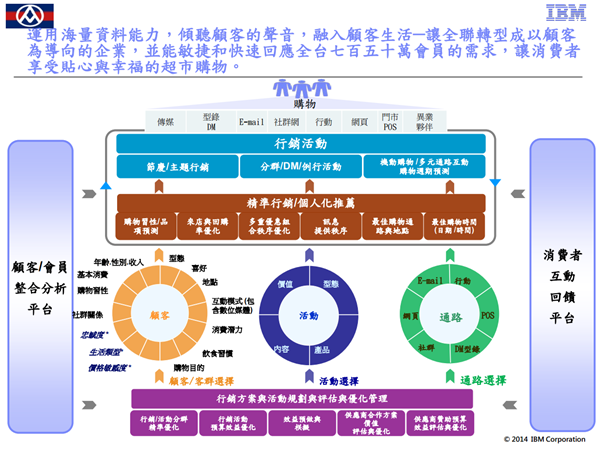 IBM
運用海量資料能力，傾聽顧客的聲音，融入顧客生活─讓全聯轉型成以顧客
為導向的企業，並能敏捷和快速回應全台七百五十萬會員的需求，讓消費者
享受貼心與幸福的超市購物。
購物
傳媒
型錄
DM
E-mail
社群網
行動
網頁
門市
POS
異業
夥伴
行銷活動
節慶/主題行銷
分群/DM/例行活動
機動購物/多元通路互動
購物週期預測
精準行銷/個人化推薦
購物習性/品
項預測
來店與回購
率優化
多重優惠組
合秩序優化
訊息
提供秩序
最佳購物通
路與地點
最佳購物時間
(日期/時間)
顧客/會員
整合分析
平台
消費者
互動
回饋
平台
型態
年齡.性別.收入
喜好
基本消費
地點
購物習性
互動模式(包
含數位媒體)
社群關係
消費潛力
忠誠度*
生活類型*
飲食習慣
價格敏感度*
購物目的
顧客
顧客/客群選擇
價值
型態
活動
內容
產品
活動選擇
E-mail
行動
網頁
通路
POS
社群
DM型錄
通路選擇
行銷方案與活動規劃與評估與優化管理
行銷/活動分群
精準優化
行銷活動
預算效益優化
效益預估與
模擬
供應商合作方案
價值
評估與優化
供應商贊助預算
效益評估與優化
© 2014 IBM Corporation